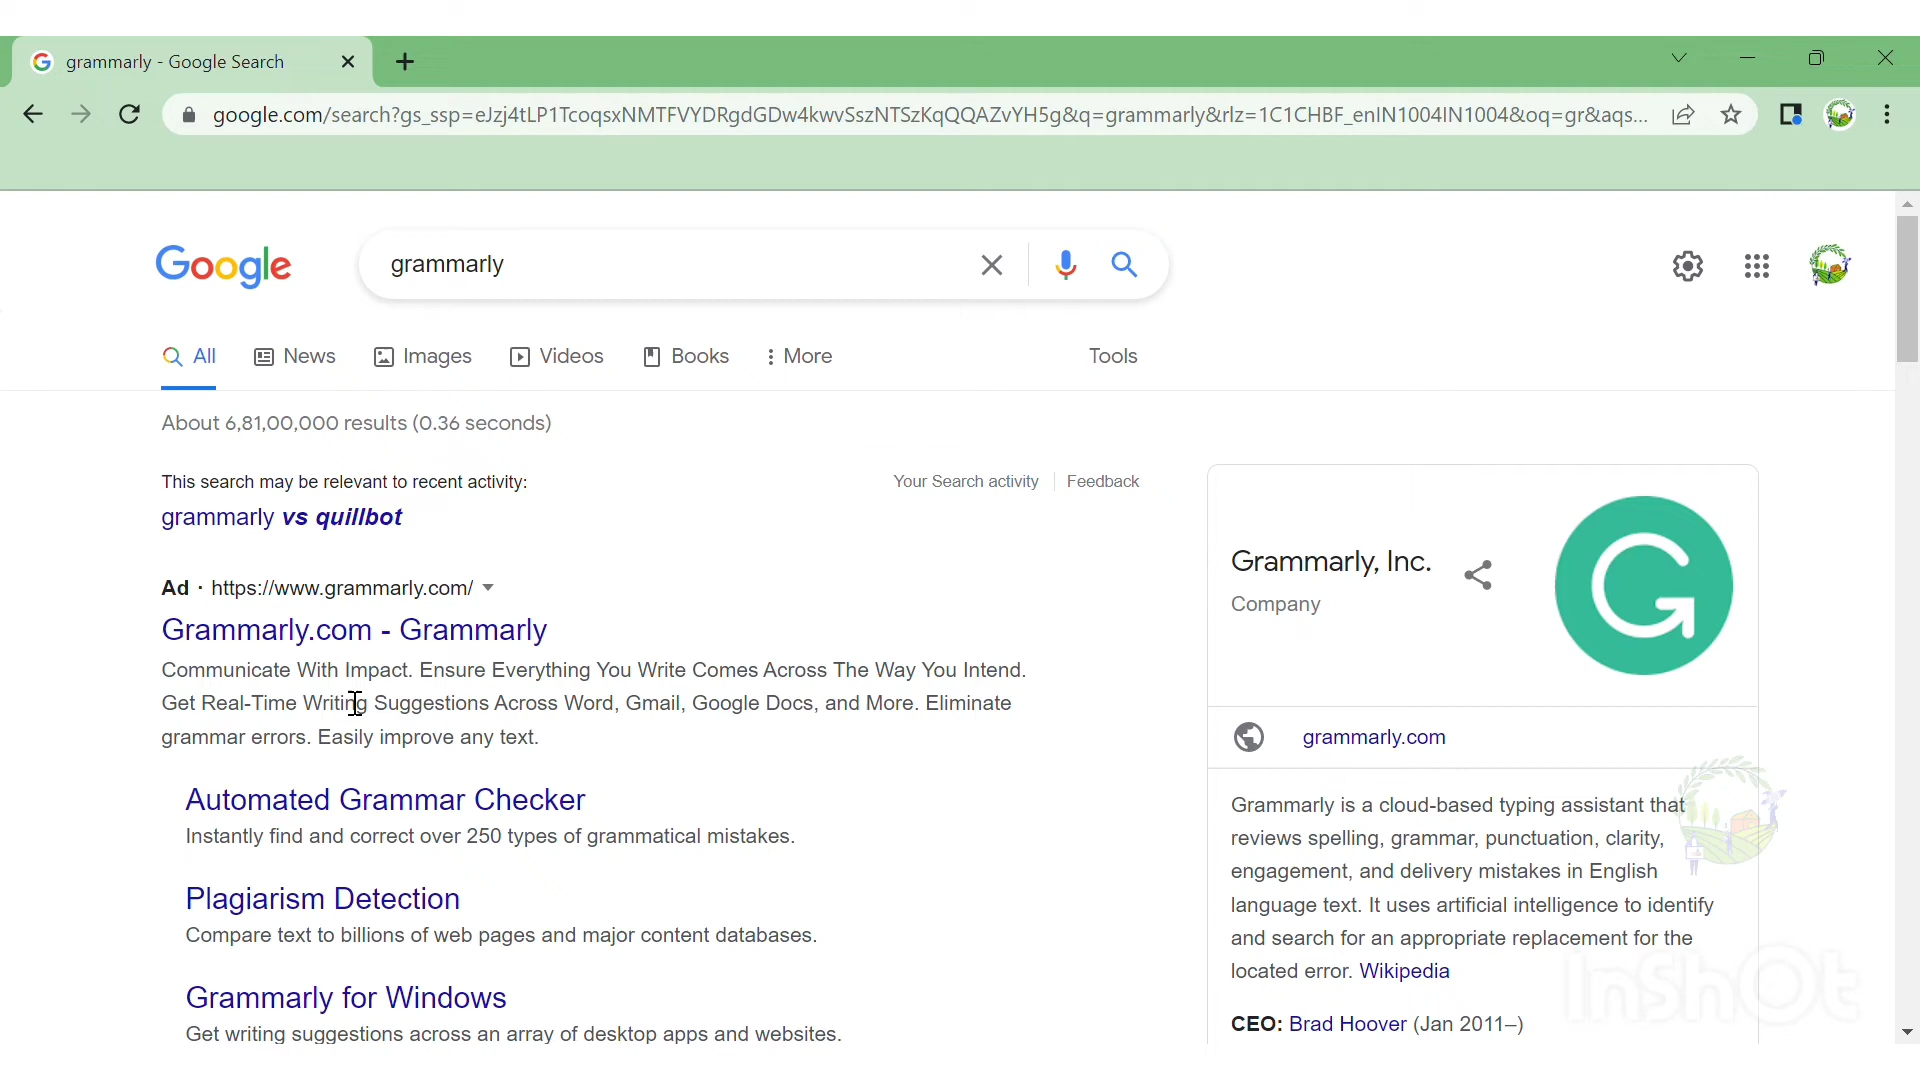 grammarly - Google Search
google.com/search?gs_ssp=eJzj4tLP1TcoqsxNMTFVYDRgdGDw4kwvSszNTSzKqQQAZvYH5g&q=grammarly&rlz=1C1CHBF_enIN1004IN1004&oq=gr&aqs...
Google
grammarly
All News Images Videos Books More Tools
About 6,81,00,000 results (0.36 seconds)
This search may be relevant to recent activity:
Your Search activity Feedback
grammarly vs quillbot
Ad · https://www.grammarly.com/
Grammarly.com - Grammarly
Communicate With Impact. Ensure Everything You Write Comes Across The Way You Intend.
Get Real-Time Writing Suggestions Across Word, Gmail, Google Docs, and More. Eliminate
grammar errors. Easily improve any text.
Automated Grammar Checker
Instantly find and correct over 250 types of grammatical mistakes.
Plagiarism Detection
Compare text to billions of web pages and major content databases.
Grammarly for Windows
Get writing suggestions across an array of desktop apps and websites.
Grammarly, Inc.
Company
grammarly.com
Grammarly is a cloud-based typing assistant that
reviews spelling, grammar, punctuation, clarity,
engagement, and delivery mistakes in English
language text. It uses artificial intelligence to identify
and search for an appropriate replacement for the
located error. Wikipedia
CEO: Brad Hoover (Jan 2011–)
InShOt